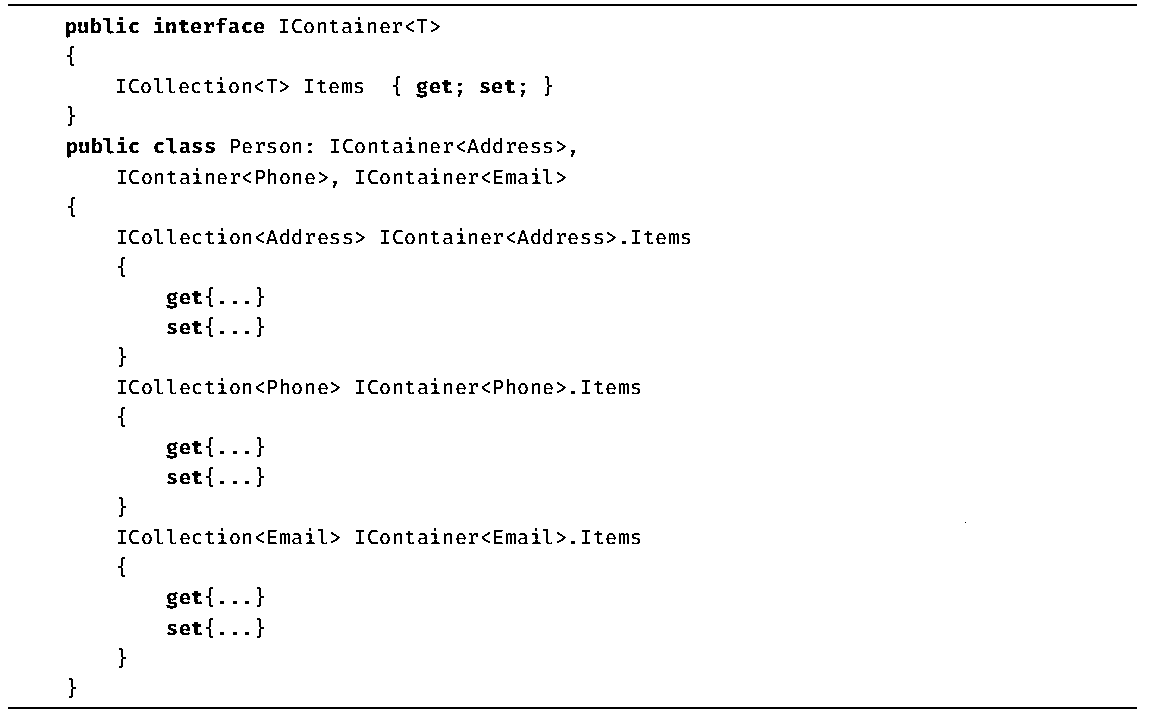 public interface IContainer<T>
{
    ICollection<T> Items  { get; set; }
}
public class Person: IContainer<Address>,
    IContainer<Phone>, IContainer<Email>
{
    ICollection<Address> IContainer<Address>.Items
    {
        get{...}
        set{...}
    }
    ICollection<Phone> IContainer<Phone>.Items
    {
        get{...}
        set{...}
    }
    ICollection<Email> IContainer<Email>.Items
    {
        get{...}
        set{...}
    }
}